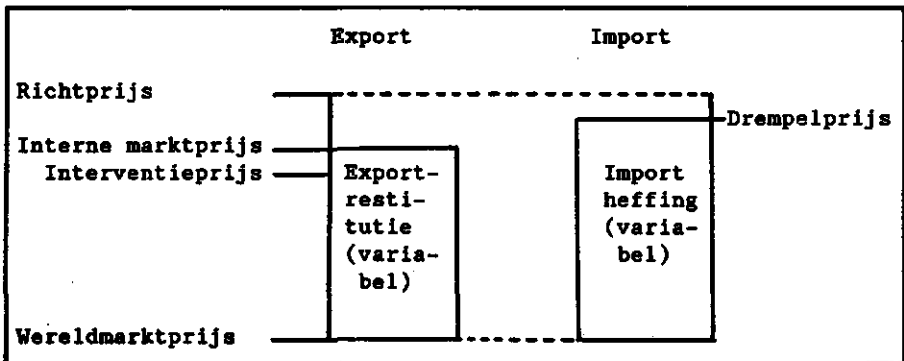 Export Import
Richtprijs
Drempelprijs
Interne marktprijs
Interventieprijs
Export-
resti-
tutie
(varia-
bel)
Import
heffing
(varia-
bel)
Wereldmarktprijs